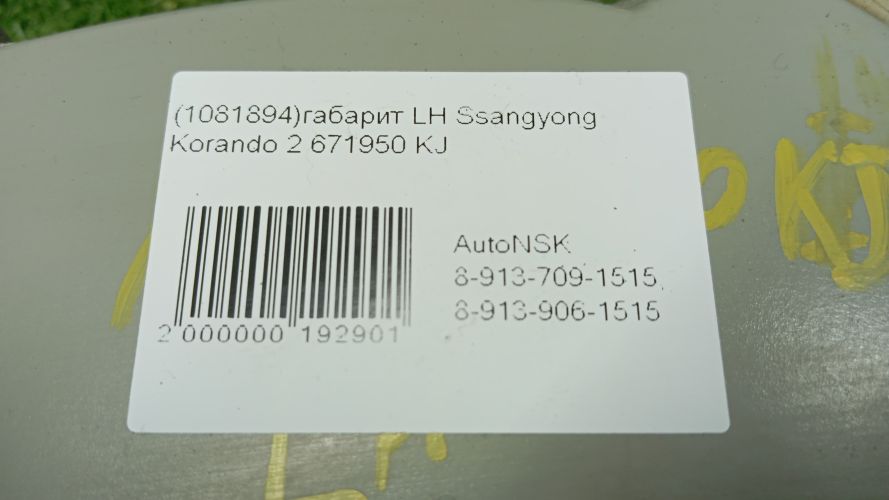 (1081894)габарит LH Ssangyong
Korando 2 671950 KJ
AutoNSK
8-913-709-1515
8-913-906-1515
2 000000 192901
KJ